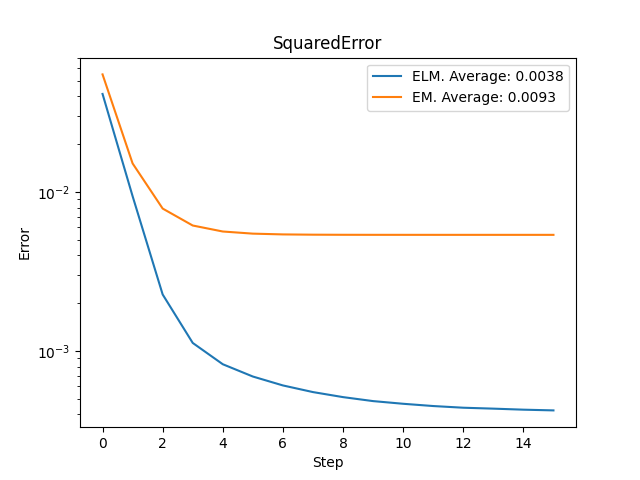 SquaredError
ELM. Average: 0.0038
EM. Average: 0.0093
Error
10⁻²
10⁻³
0 2 4 6 8 10 12 14
Step